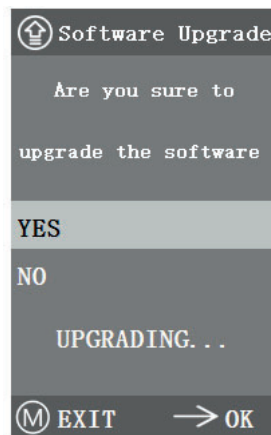 Software Upgrade
Are you sure to
upgrade the software
YES
NO
UPGRADING...
M EXIT → OK